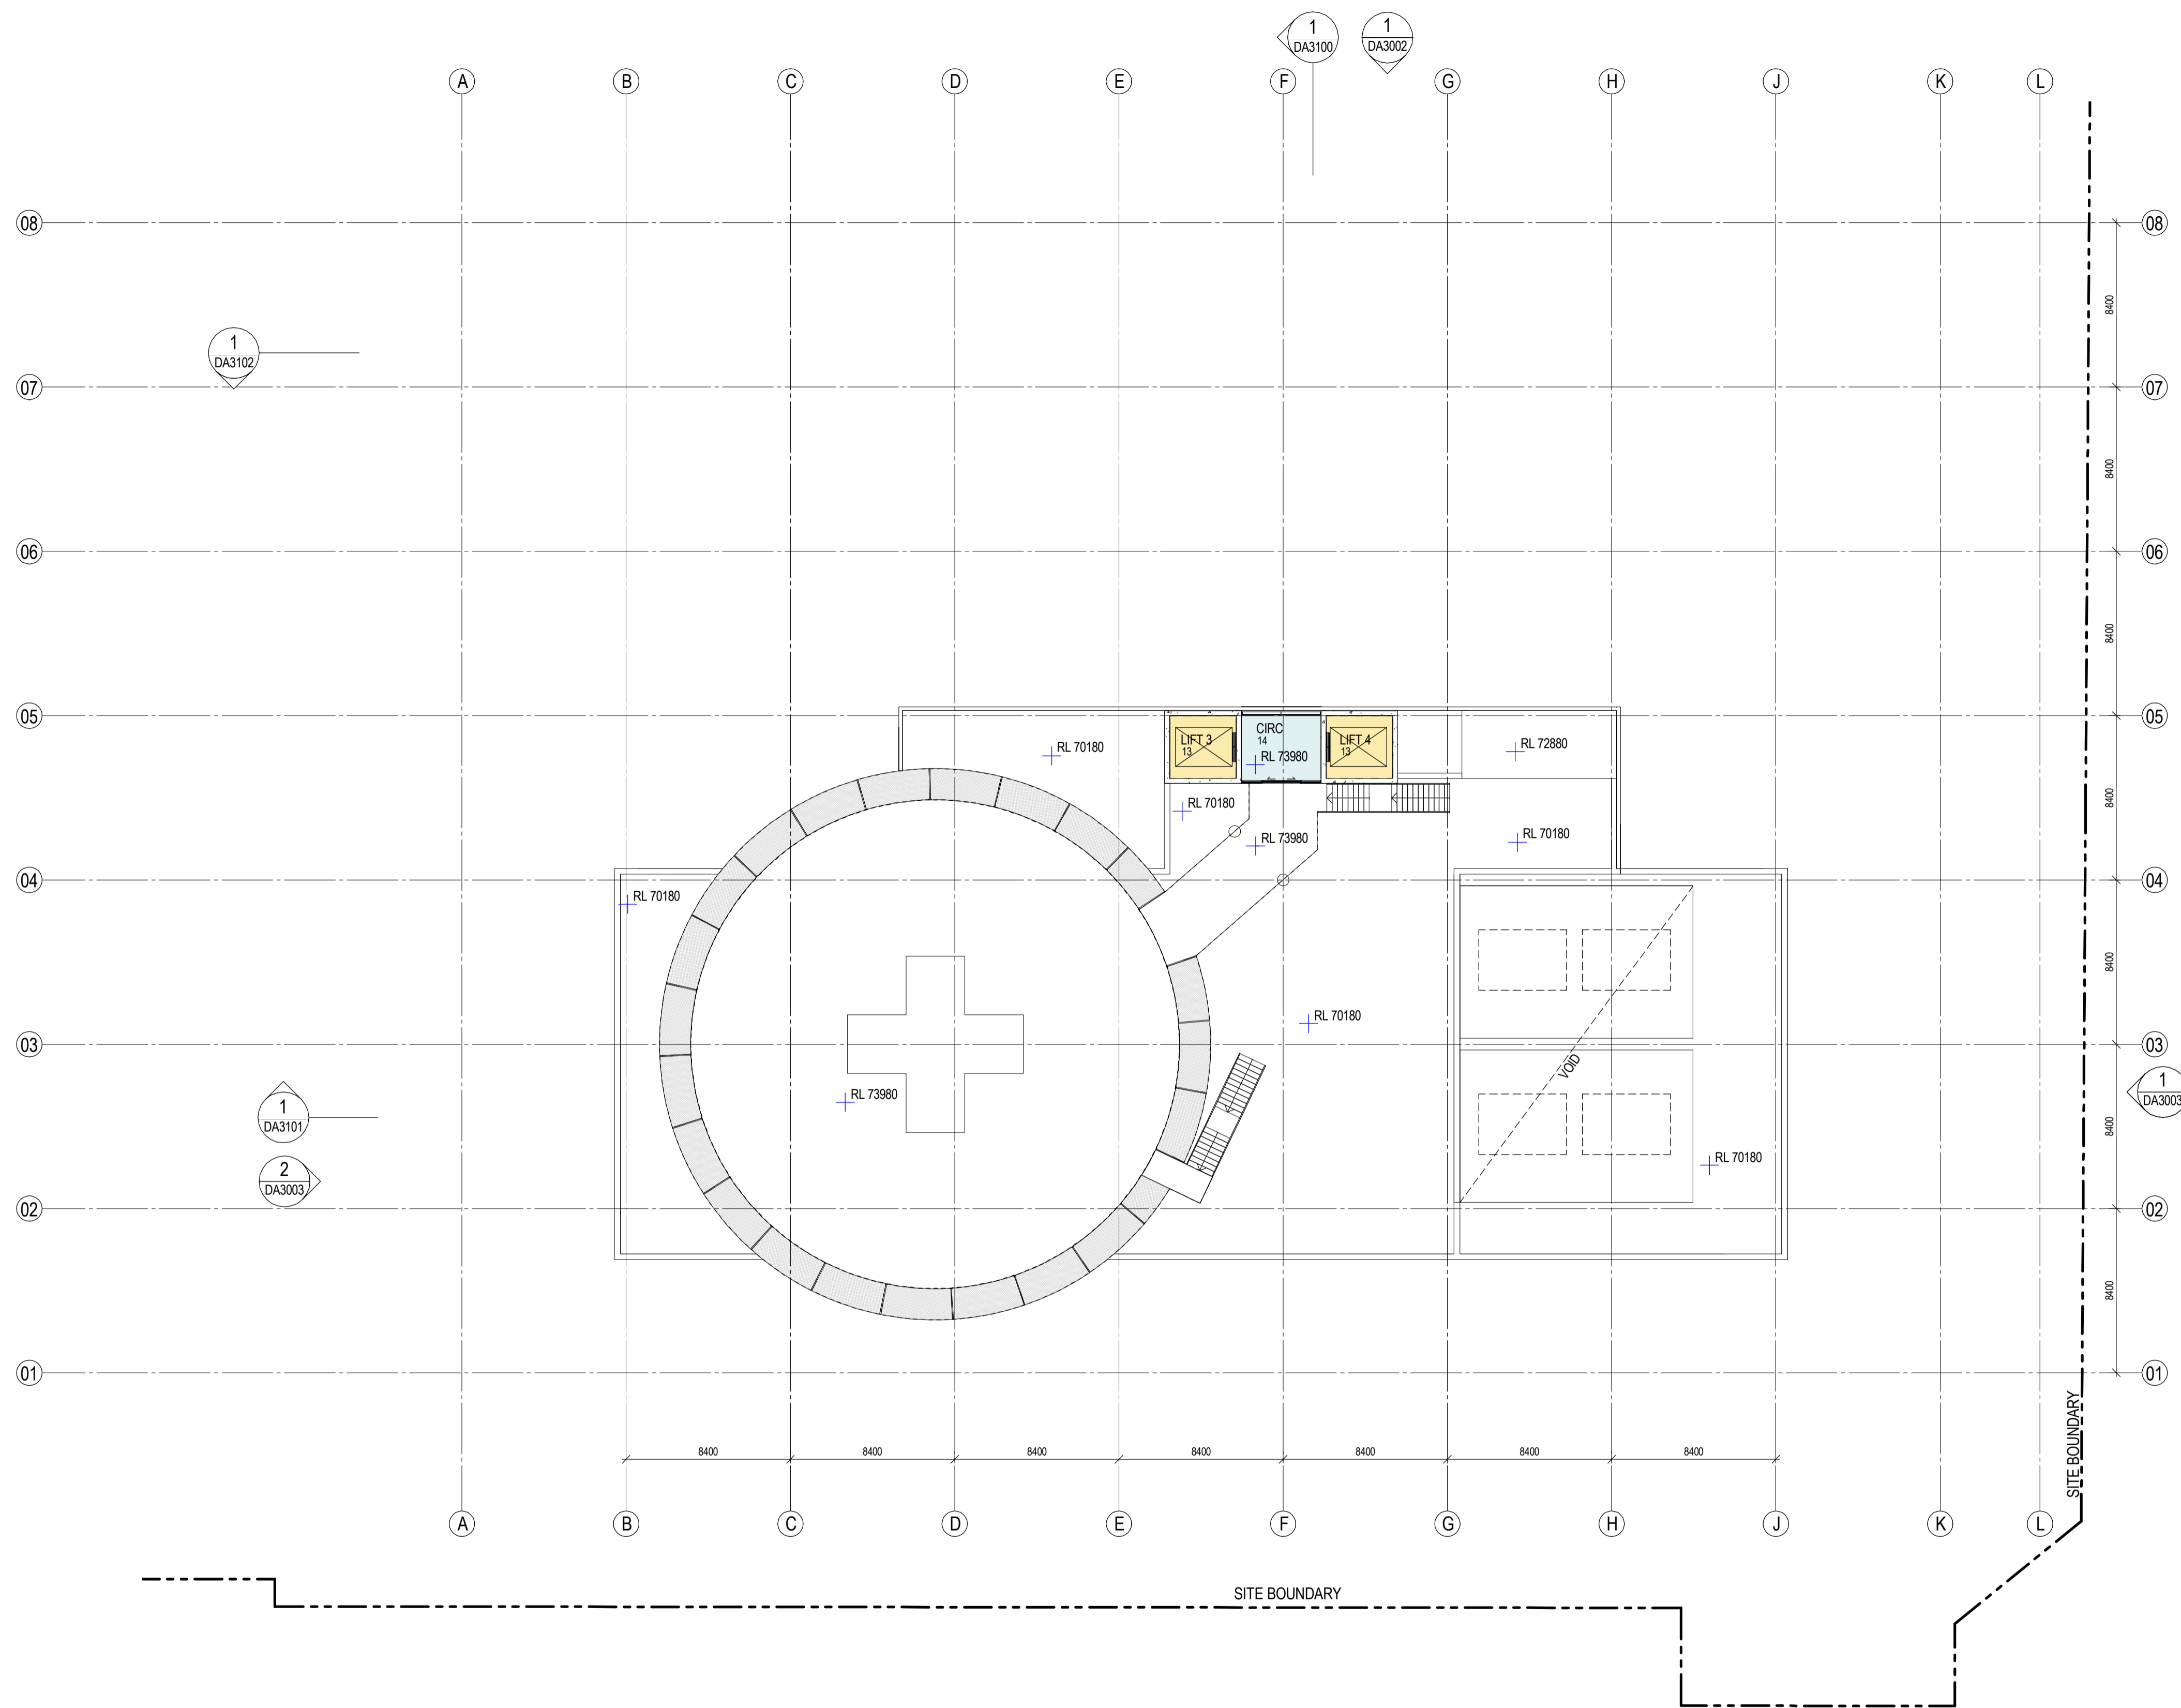 1
DA3100
1
DA3002
A
B
C
D
E
F
G
H
J
K
L
08
08
8400
1
DA3102
07
07
8400
06
06
8400
05
05
LIFT 3
13
CIRC
14
RL 73980
LIFT 4
13
RL 70180
RL 72880
8400
RL 70180
RL 73980
RL 70180
04
04
RL 70180
8400
RL 70180
03
03
VOID
RL 73980
1
DA3101
1
DA3003
8400
RL 70180
2
DA3003
02
02
8400
01
01
SITE BOUNDARY
8400
8400
8400
8400
8400
8400
8400
A
B
C
D
E
F
G
H
J
K
L
SITE BOUNDARY